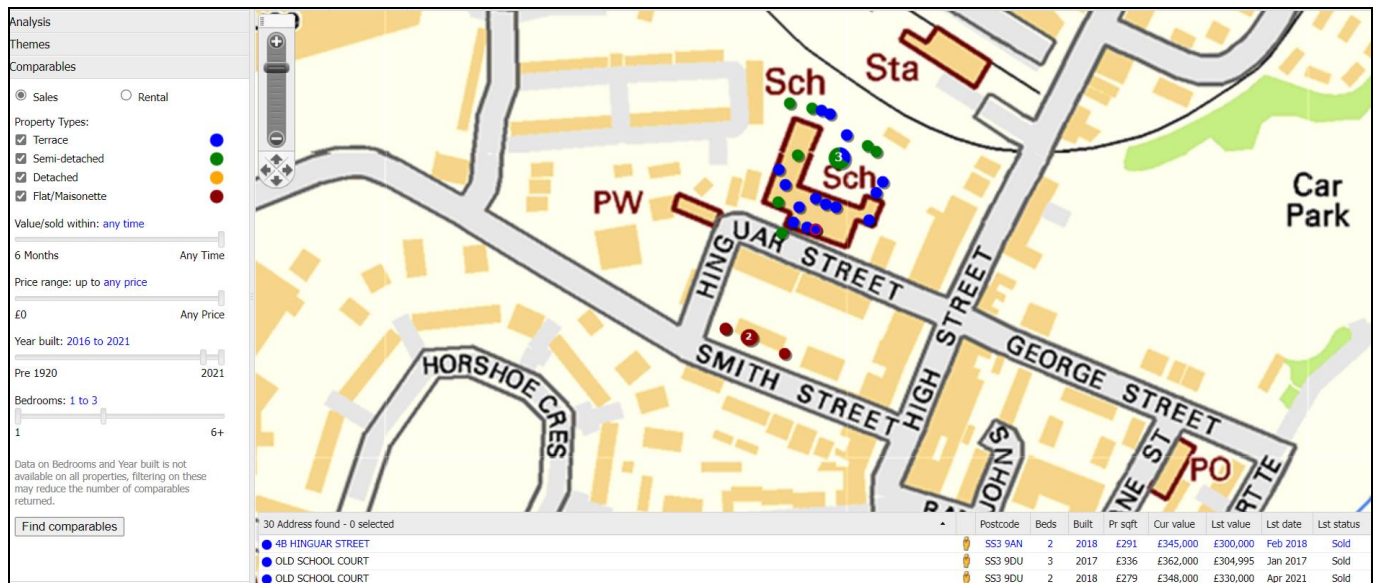 Analysis
Themes
Comparables
Sales Rental
Property Types:
Terrace
Semi-detached
Detached
Flat/Maisonette
Value/sold within: any time
6 Months Any Time
Price range: up to any price
£0 Any Price
Year built: 2016 to 2021
Pre 1920 2021
Bedrooms: 1 to 3
1 6+
Data on Bedrooms and Year built is not
available on all properties, filtering on these
may reduce the number of comparables
returned.
Find comparables
Sta
Sch
3
Sch
PW
Car
Park
HINGUAR STREET
2
SMITH STREET
HIGH STREET
GEORGE STREET
HORSHOE CRES
PO
30 Address found - 0 selected Postcode Beds Built Pr sqft Cur value Lst value Lst date Lst status
4B HINGUAR STREET SS3 9AN 2 2018 £291 £345,000 £300,000 Feb 2018 Sold
OLD SCHOOL COURT SS3 9DU 3 2017 £336 £362,000 £304,995 Jan 2017 Sold
OLD SCHOOL COURT SS3 9DU 2 2018 £279 £348,000 £330,000 Apr 2021 Sold